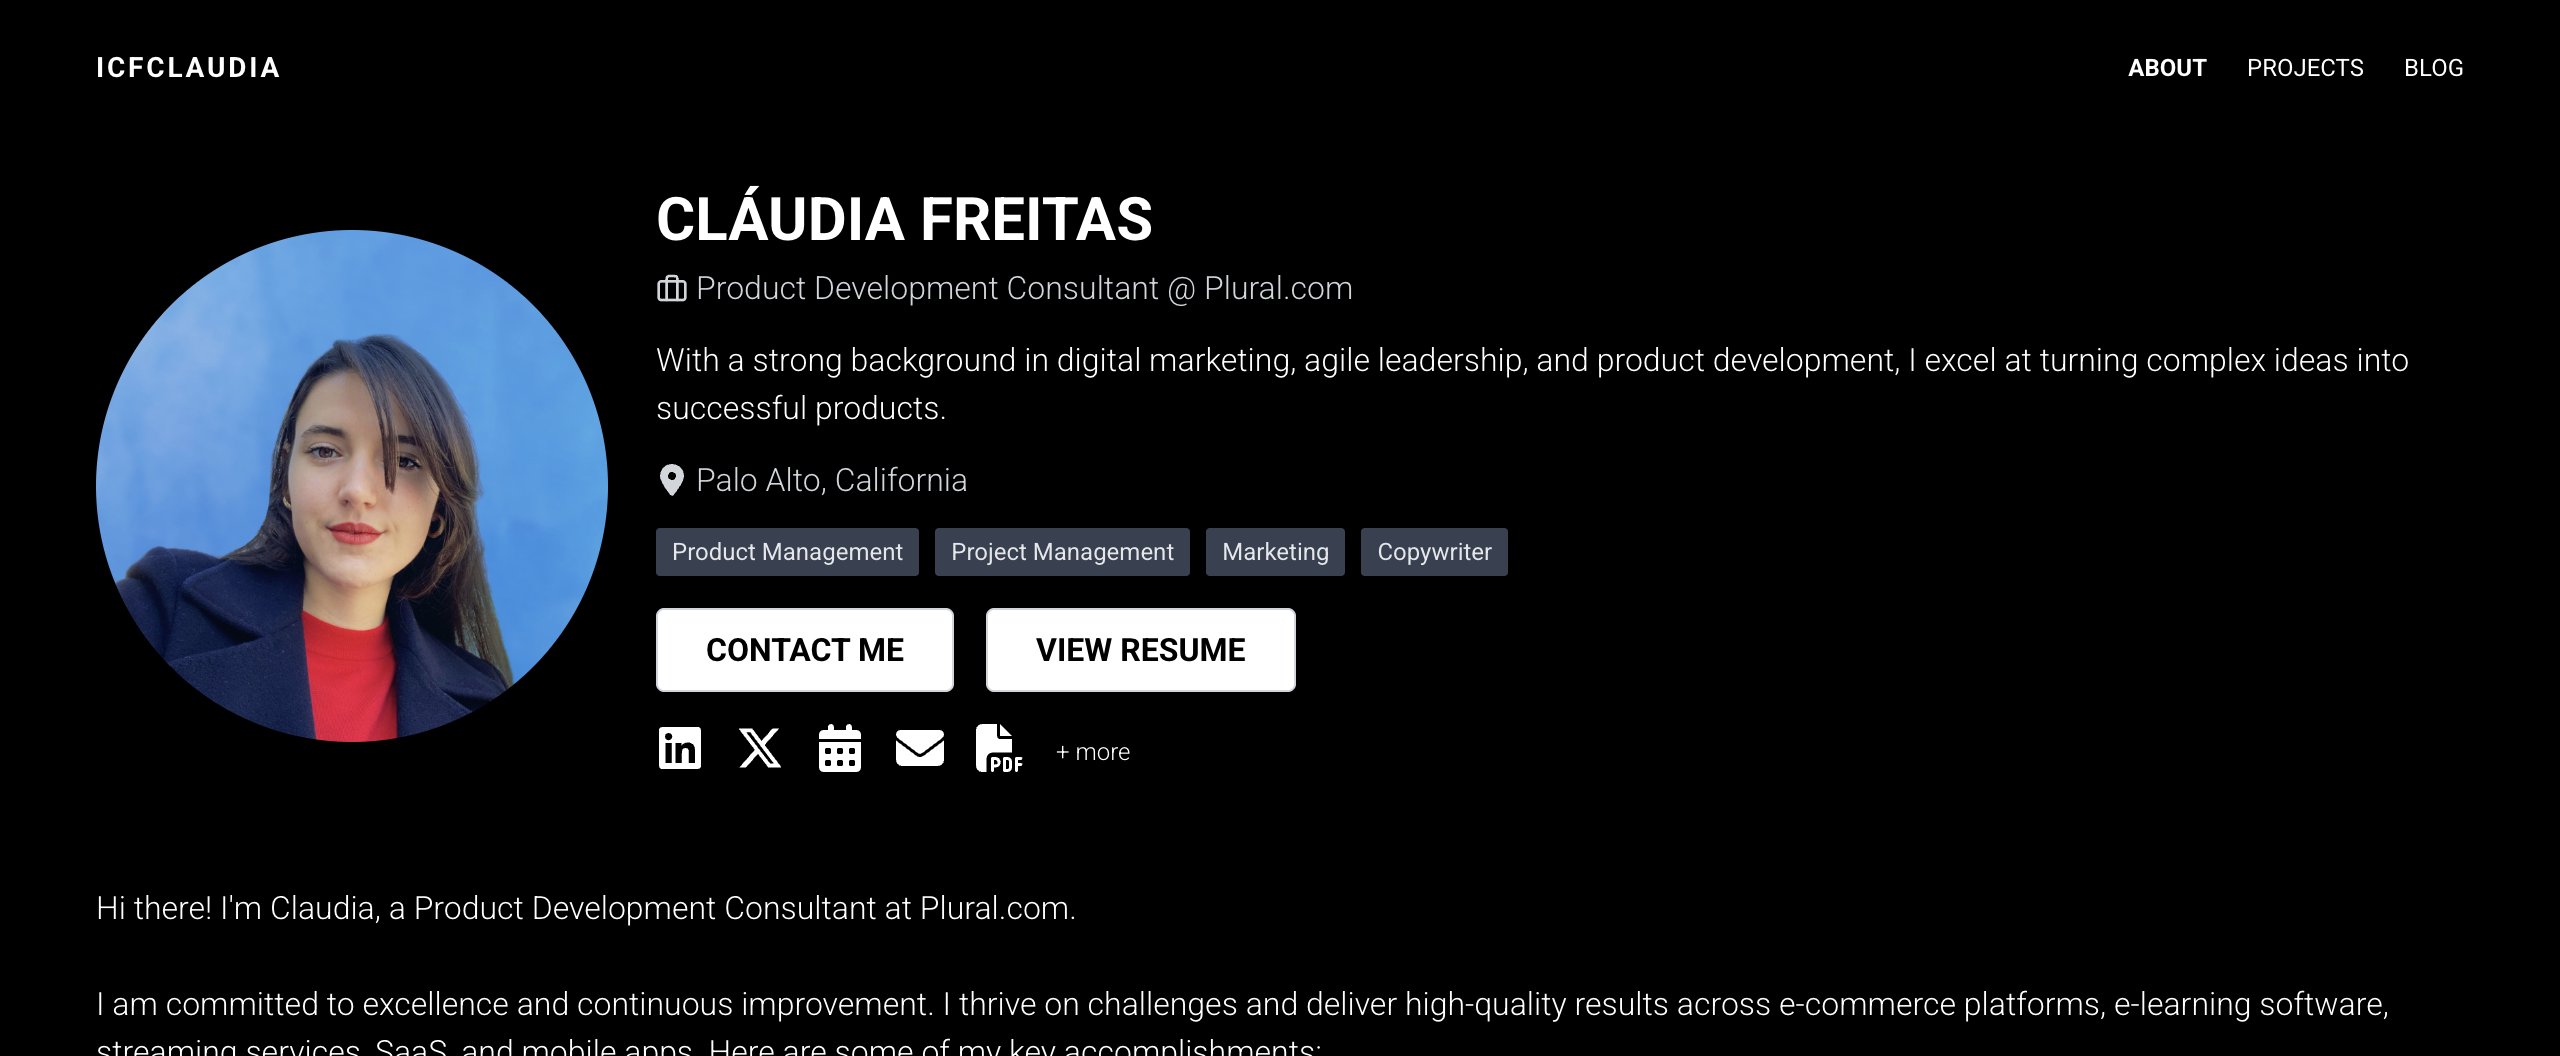 ICFCLAUDIA
ABOUT PROJECTS BLOG
CLÁUDIA FREITAS
Product Development Consultant @ Plural.com
With a strong background in digital marketing, agile leadership, and product development, I excel at turning complex ideas into
successful products.
Palo Alto, California
Product Management Project Management Marketing Copywriter
CONTACT ME VIEW RESUME
in X PDF + more
Hi there! I'm Claudia, a Product Development Consultant at Plural.com.
I am committed to excellence and continuous improvement. I thrive on challenges and deliver high-quality results across e-commerce platforms, e-learning software,
streaming services, SaaS, and mobile apps. Here are some of my key accomplishments: